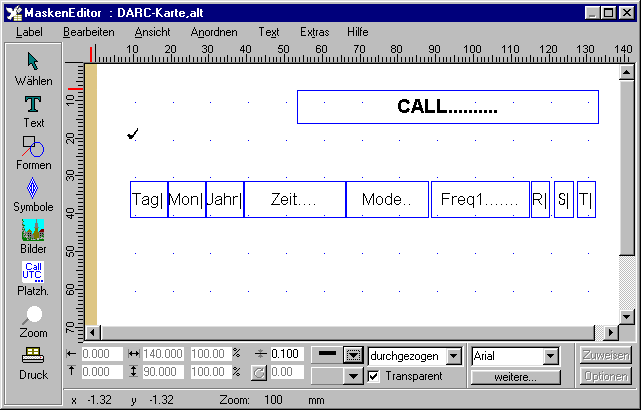 MaskenEditor : DARC-Karte,alt
Label Bearbeiten Ansicht Anordnen Text Extras Hilfe
10 20 30 40 50 60 70 80 90 100 110 120 130 140
10
20
30
40
50
60
70
Wählen
Text
Formen
Symbole
Bilder
Call
UTC...
Platzh.
Zoom
Druck
CALL..........
Tag| Mon| Jahr| Zeit.... Mode.. Freq1....... R| S| T|
0.000 140.000 100.00 % 0.100 durchgezogen Arial Zuweisen
0.000 90.000 100.00 % 0.00 Transparent weitere... Optionen
x -1.32 y -1.32 Zoom: 100 mm